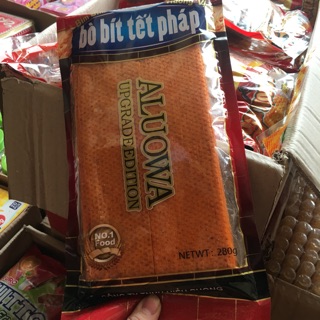 bò bít tết pháp
ALUOWA
UPGRADE EDITION
NO.1
Food
NETWT : 280g